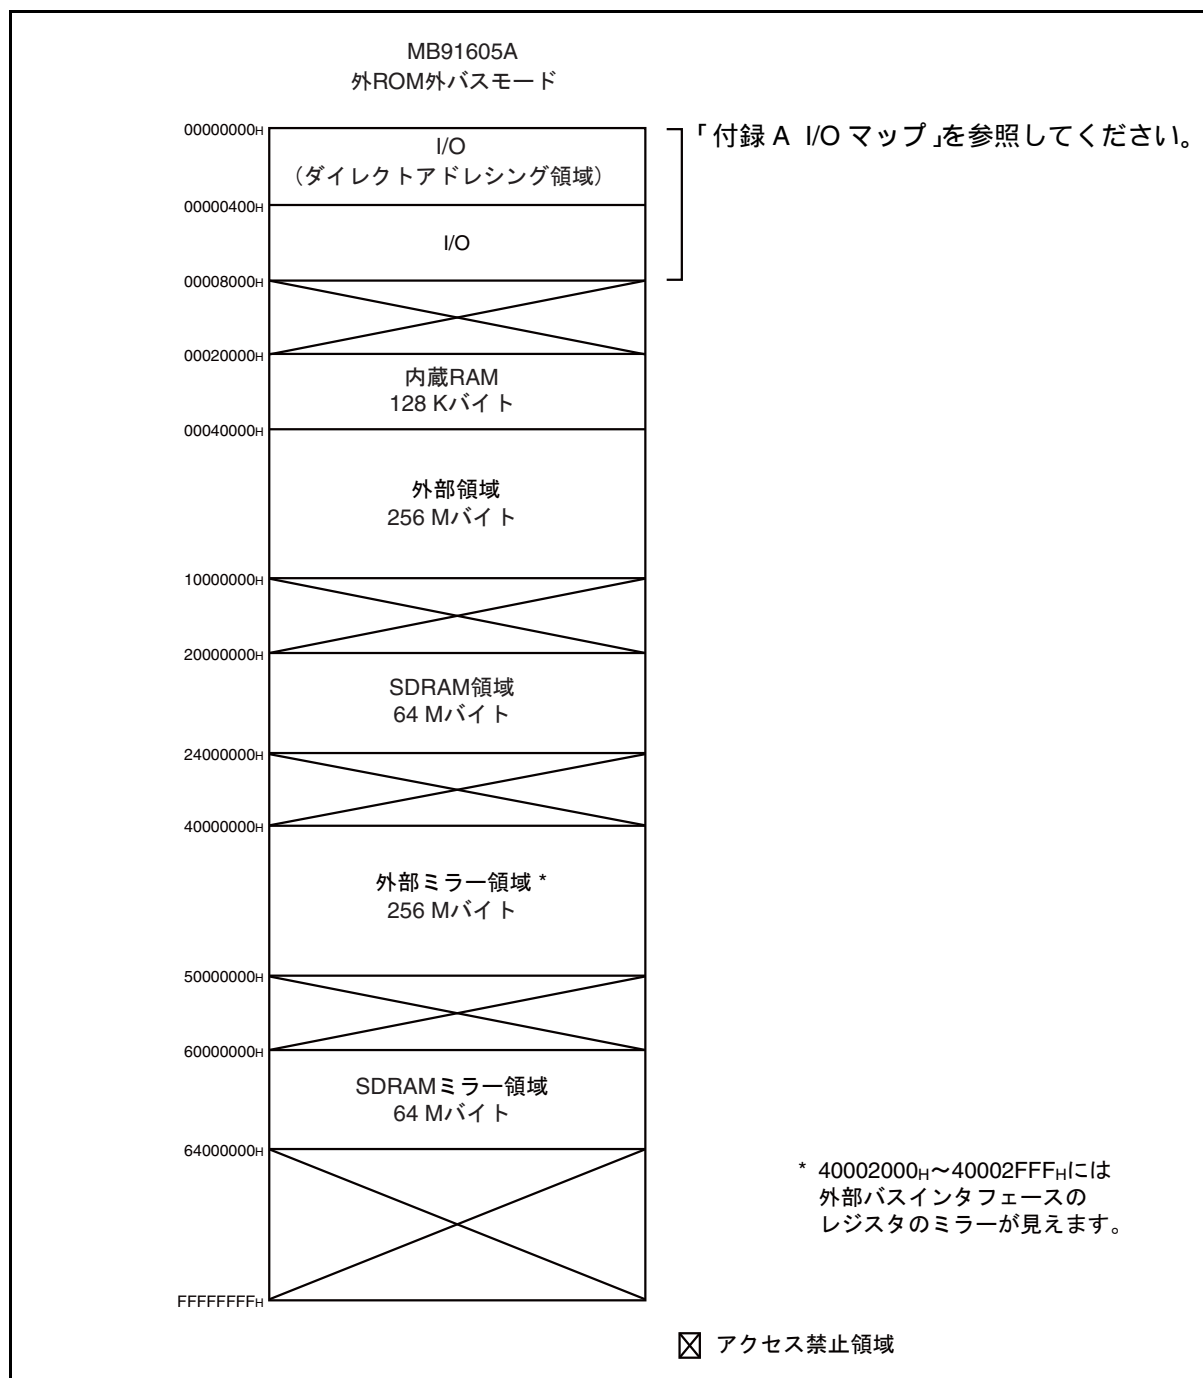 MB91605A
外ROM外バスモード
00000000H
I/O
（ダイレクトアドレシング領域）
「付録 A I/O マップ」を参照してください。
00000400H
I/O
00008000H
00020000H
内蔵RAM
128 Kバイト
00040000H
外部領域
256 Mバイト
10000000H
20000000H
SDRAM領域
64 Mバイト
24000000H
40000000H
外部ミラー領域 *
256 Mバイト
50000000H
60000000H
SDRAMミラー領域
64 Mバイト
64000000H
* 40002000H～40002FFFHには
外部バスインタフェースの
レジスタのミラーが見えます。
FFFFFFFFH
アクセス禁止領域